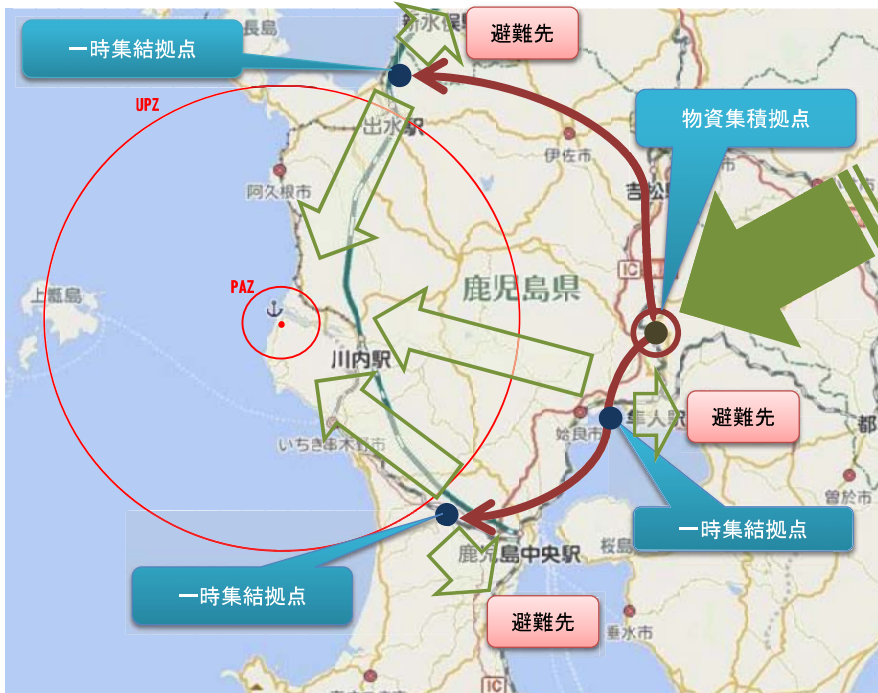 長島
新水俣駅
避難先
一時集結拠点
UPZ
出水駅
物資集積拠点
伊佐市
阿久根市
吉松駅
IC
PAZ
上甑島
鹿児島県
川内駅
避難先
隼人駅
姶良市
都
いちき串木野市
曽於市
一時集結拠点
鹿児島中央駅
桜島
一時集結拠点
避難先
垂水市
IC